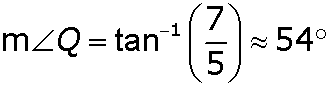 m∠Q = tan⁻¹(7/5) ≈ 54°